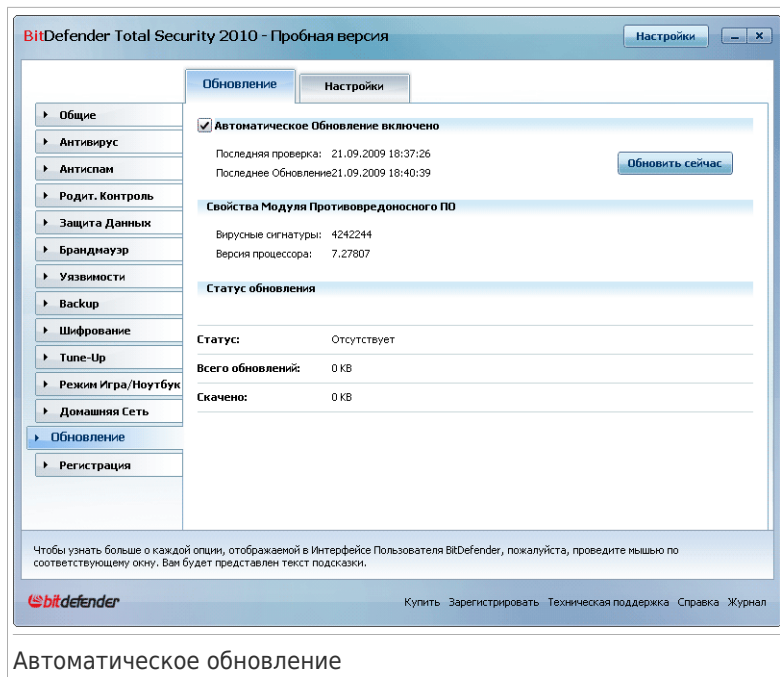 BitDefender Total Security 2010 - Пробная версия
Настройки
Обновление
Настройки
Общие
Антивирус
Антиспам
Родит. Контроль
Защита Данных
Брандмауэр
Уязвимости
Backup
Шифрование
Tune-Up
Режим Игра/Ноутбук
Домашняя Сеть
Обновление
Регистрация
Автоматическое Обновление включено
Последняя проверка: 21.09.2009 18:37:26
Последнее Обновление21.09.2009 18:40:39
Обновить сейчас
Свойства Модуля Противовредоносного ПО
Вирусные сигнатуры: 4242244
Версия процессора: 7.27807
Статус обновления
Статус: Отсутствует
Всего обновлений: 0 KB
Скачено: 0 KB
Чтобы узнать больше о каждой опции, отображаемой в Интерфейсе Пользователя BitDefender, пожалуйста, проведите мышью по
соответствующему окну. Вам будет представлен текст подсказки.
bitdefender
Купить Зарегистрировать Техническая поддержка Справка Журнал
Автоматическое обновление